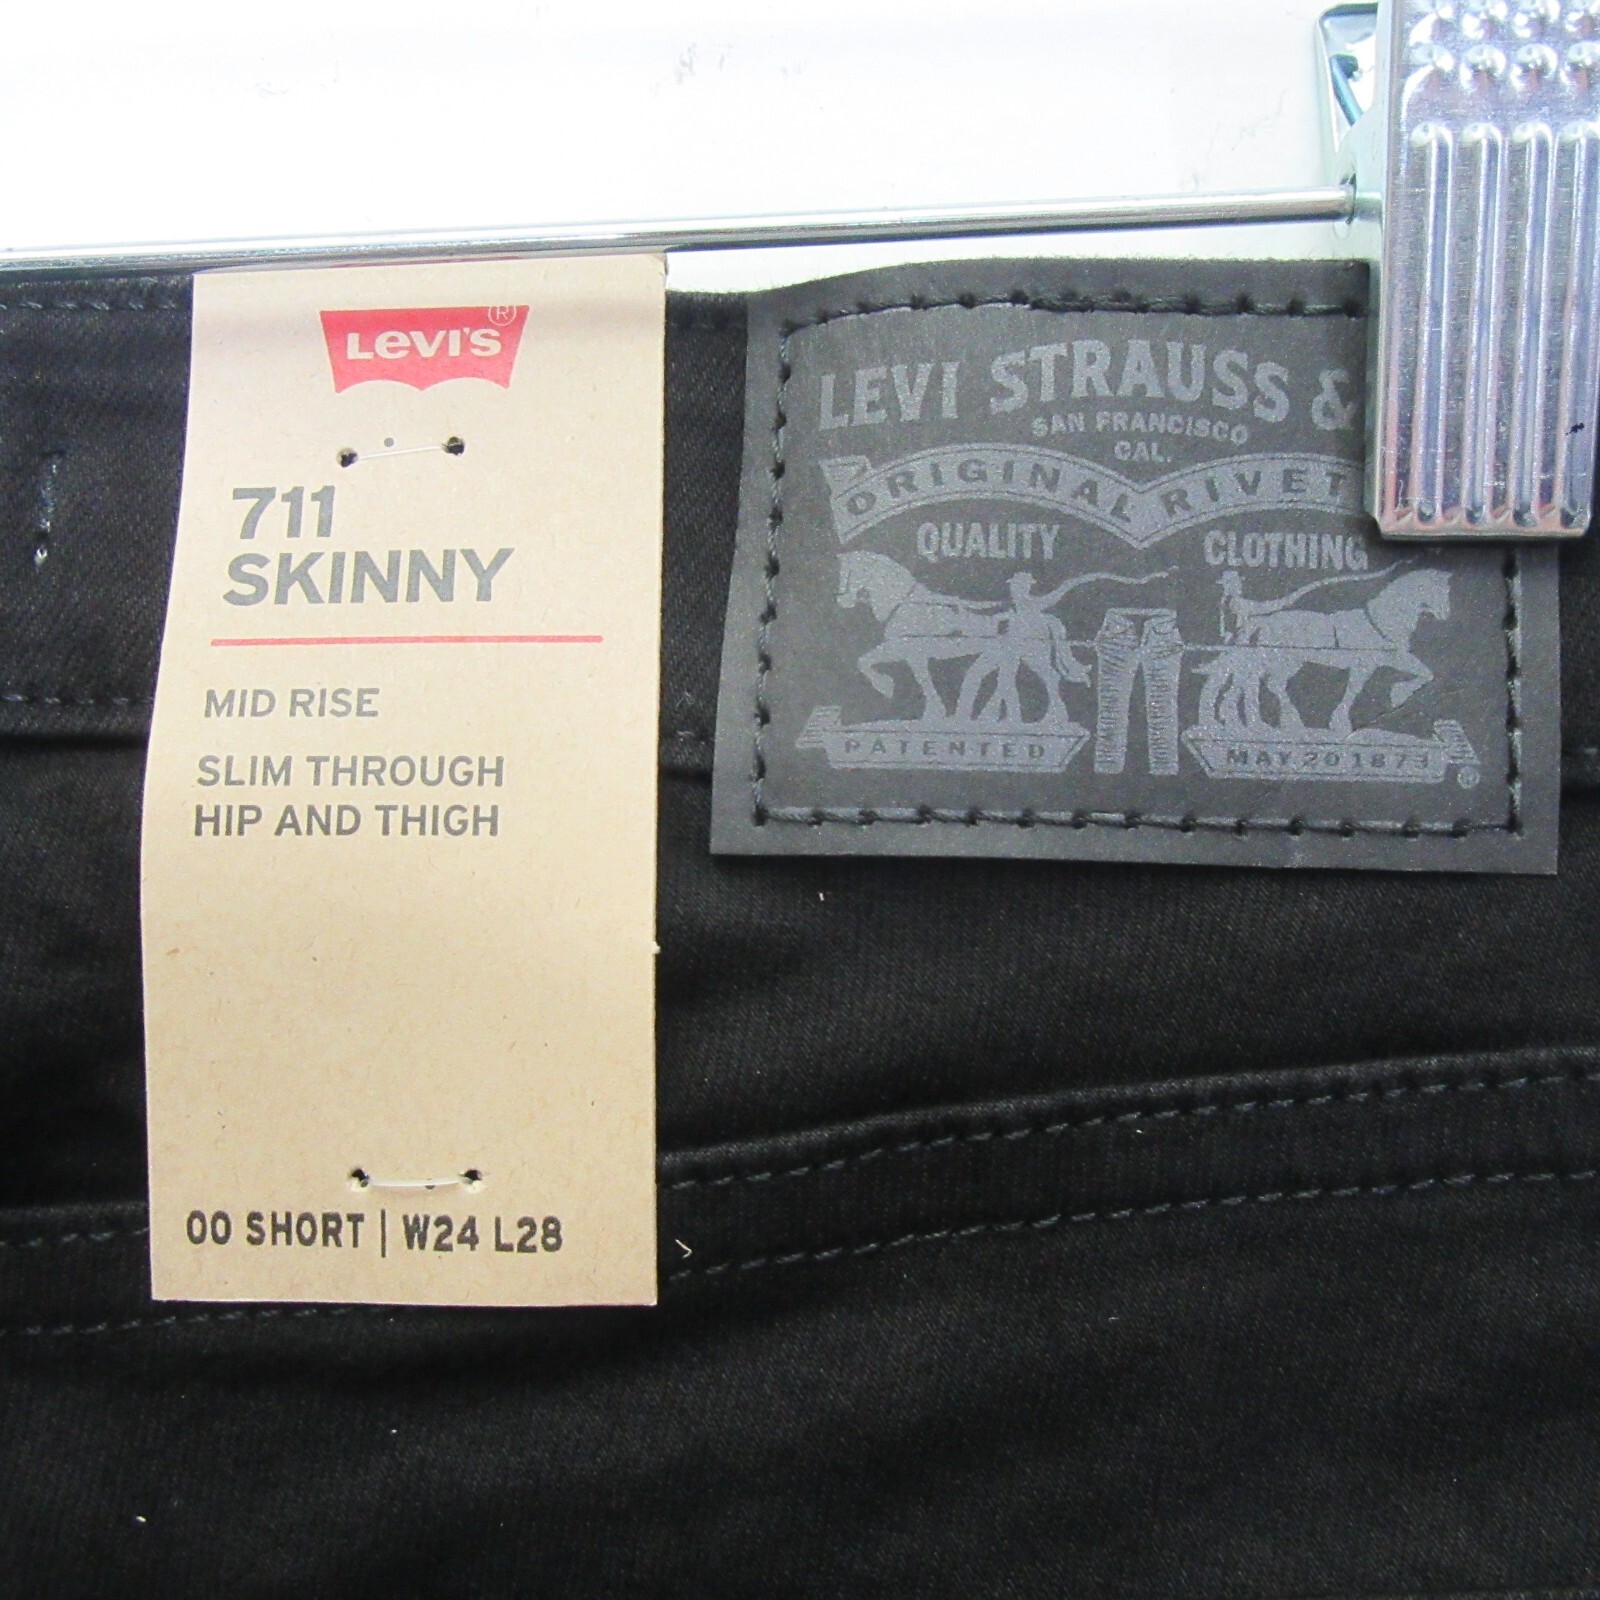 LEVI'S ®
711
SKINNY
MID RISE
SLIM THROUGH
HIP AND THIGH
00 SHORT | W24 L28
LEVI STRAUSS &
SAN FRANCISCO
CAL.
ORIGINAL RIVET
QUALITY CLOTHING
PATENTED MAY 20 1873 ®